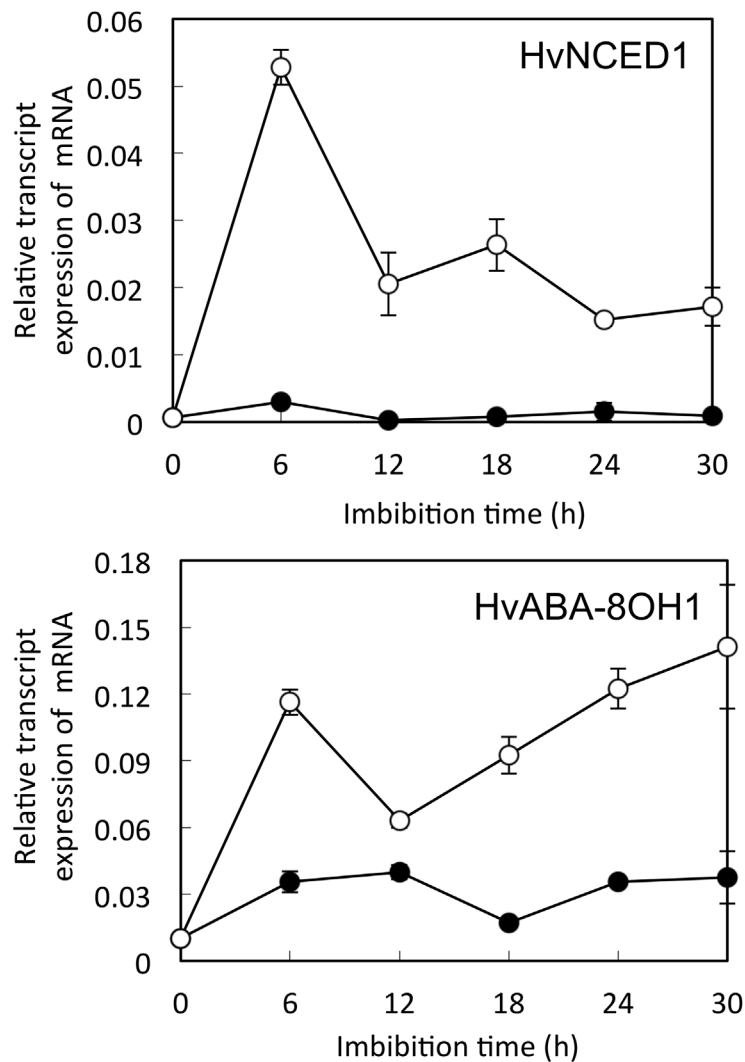 HvNCED1
Relative transcript
expression of mRNA
0.06
0.05
0.04
0.03
0.02
0.01
0
0 6 12 18 24 30
Imbibition time (h)
HvABA-8OH1
Relative transcript
expression of mRNA
0.18
0.15
0.12
0.09
0.06
0.03
0
0 6 12 18 24 30
Imbibition time (h)